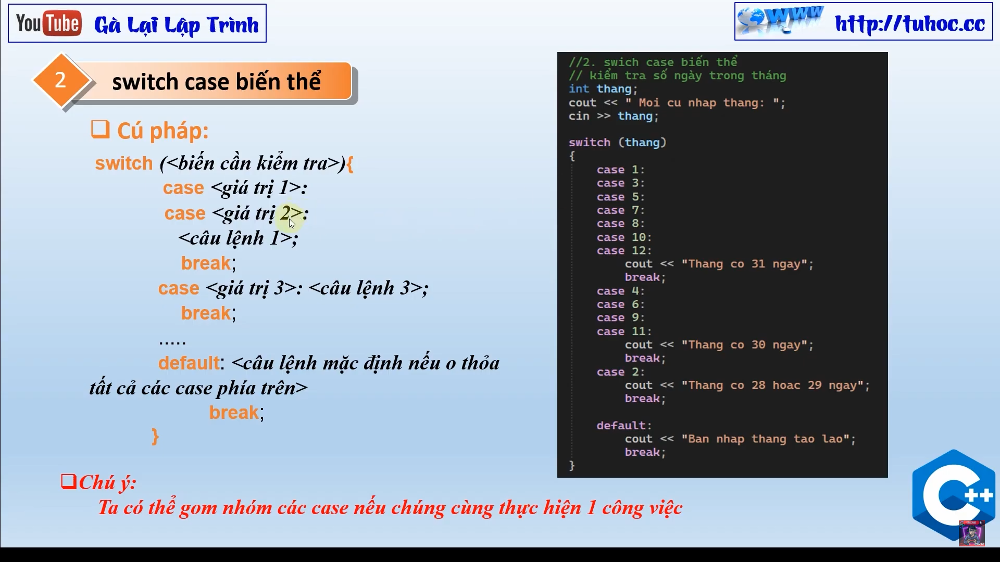 YouTube Gà Lại Lập Trình
WWW http://tuhoc.cc
2 switch case biến thể
Cú pháp:
switch (<biến cần kiểm tra>){
case <giá trị 1>:
case <giá trị 2>:
<câu lệnh 1>;
break;
case <giá trị 3>: <câu lệnh 3>;
break;
.....
default: <câu lệnh mặc định nếu o thỏa
tất cả các case phía trên>
break;
}
Chú ý:
Ta có thể gom nhóm các case nếu chúng cùng thực hiện 1 công việc
//2. swich case biến thể
// kiểm tra số ngày trong tháng
int thang;
cout << " Moi cu nhap thang: ";
cin >> thang;
switch (thang)
{
case 1:
case 3:
case 5:
case 7:
case 8:
case 10:
case 12:
cout << "Thang co 31 ngay";
break;
case 4:
case 6:
case 9:
case 11:
cout << "Thang co 30 ngay";
break;
case 2:
cout << "Thang co 28 hoac 29 ngay";
break;
default:
cout << "Ban nhap thang tao lao";
break;
}
C++
Click!